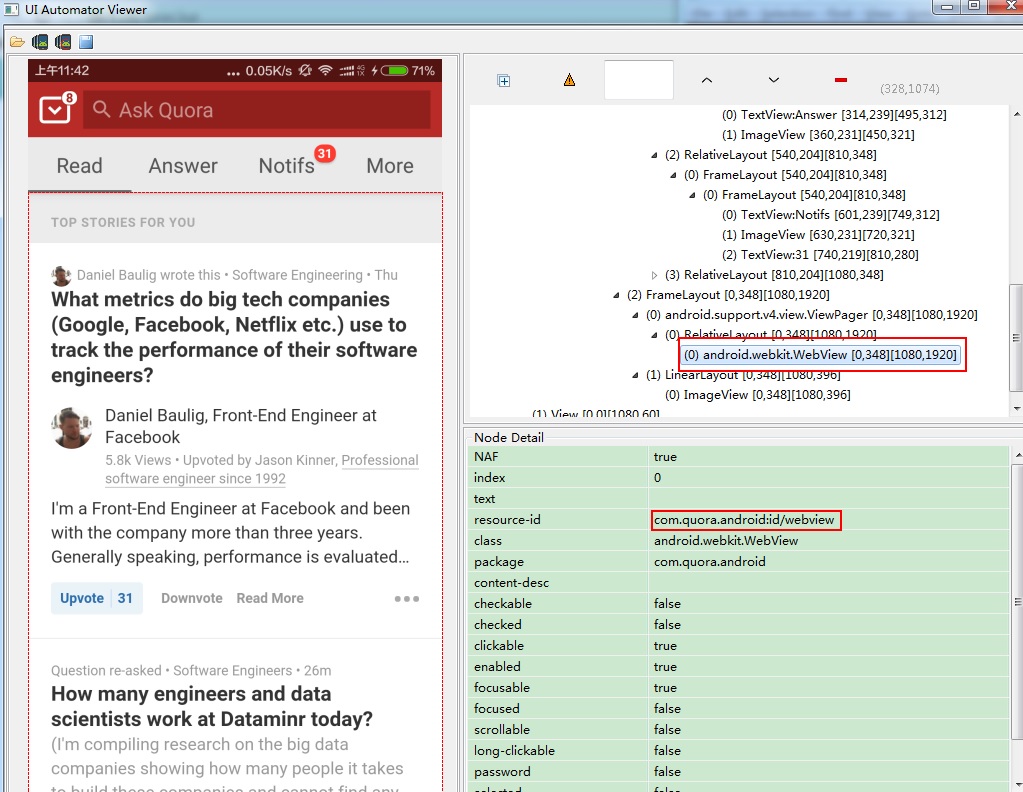 UI Automator Viewer
上午11:42
... 0.05K/s 4G 1X 71%
8
Ask Quora
Read Answer Notifs 31 More
TOP STORIES FOR YOU
Daniel Baulig wrote this • Software Engineering • Thu
What metrics do big tech companies
(Google, Facebook, Netflix etc.) use to
track the performance of their software
engineers?
Daniel Baulig, Front-End Engineer at
Facebook
5.8k Views • Upvoted by Jason Kinner, Professional
software engineer since 1992
I'm a Front-End Engineer at Facebook and been
with the company more than three years.
Generally speaking, performance is evaluated...
Upvote 31 Downvote Read More
Question re-asked • Software Engineers • 26m
How many engineers and data
scientists work at Dataminr today?
(I'm compiling research on the big data
companies showing how many people it takes
to build these companies and cannot find any
(328,1074)
(0) TextView:Answer [314,239][495,312]
(1) ImageView [360,231][450,321]
(2) RelativeLayout [540,204][810,348]
(0) FrameLayout [540,204][810,348]
(0) FrameLayout [540,204][810,348]
(0) TextView:Notifs [601,239][749,312]
(1) ImageView [630,231][720,321]
(2) TextView:31 [740,219][810,280]
(3) RelativeLayout [810,204][1080,348]
(2) FrameLayout [0,348][1080,1920]
(0) android.support.v4.view.ViewPager [0,348][1080,1920]
(0) RelativeLayout [0,348][1080,1920]
(0) android.webkit.WebView [0,348][1080,1920]
(1) LinearLayout [0,348][1080,396]
(0) ImageView [0,348][1080,396]
(1) View [0,0][1080,60]
Node Detail
NAF true
index 0
text
resource-id com.quora.android:id/webview
class android.webkit.WebView
package com.quora.android
content-desc
checkable false
checked false
clickable true
enabled true
focusable true
focused false
scrollable false
long-clickable false
password false
selected false